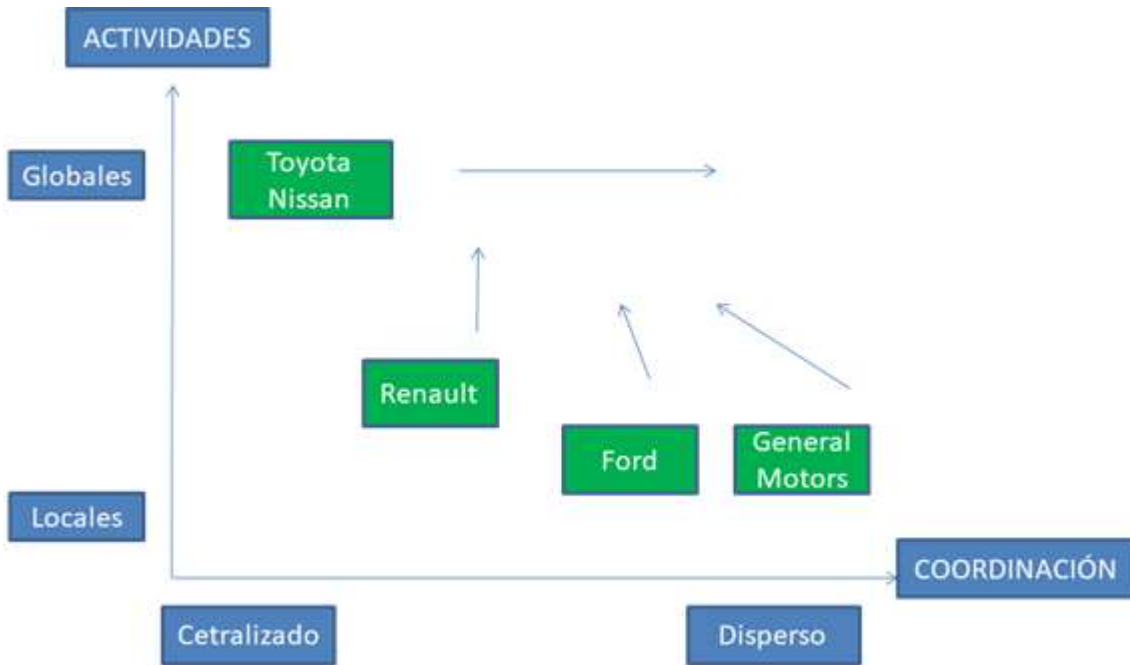 ACTIVIDADES
Globales
Toyota
Nissan
Renault
Ford
General
Motors
Locales
COORDINACIÓN
Cetralizado
Disperso